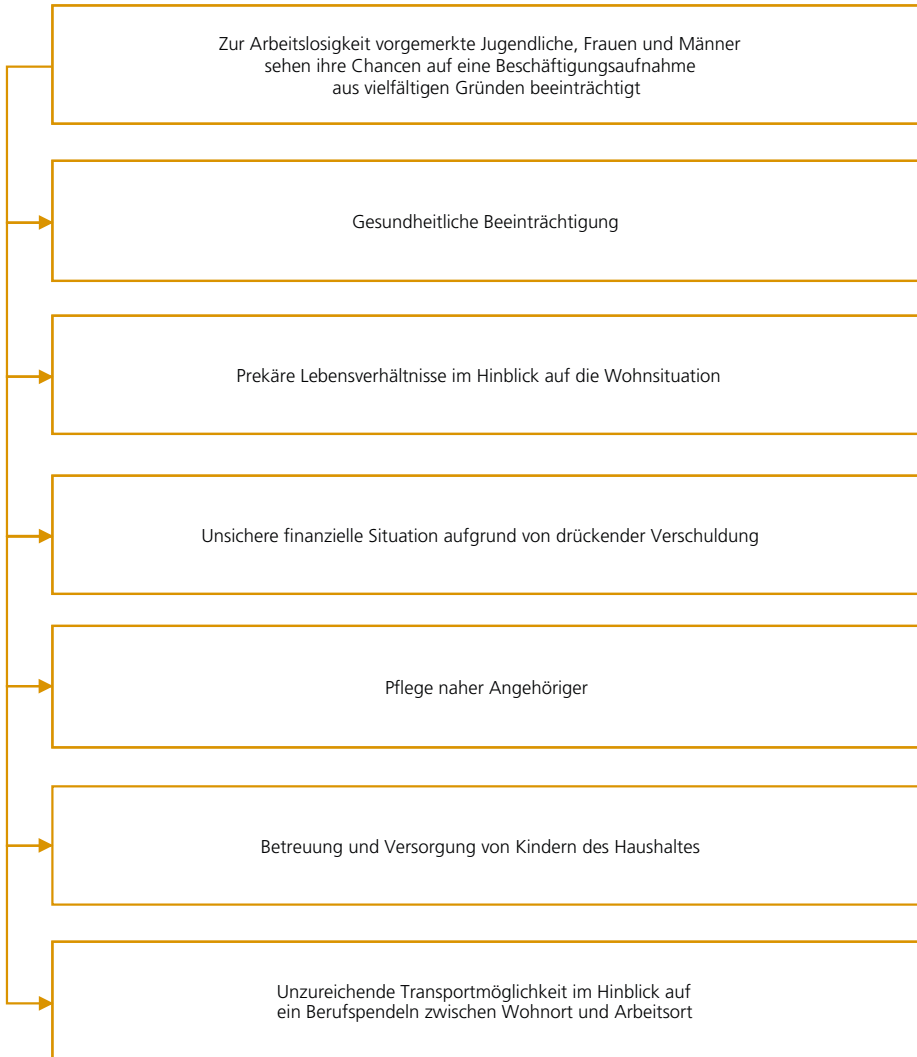 Zur Arbeitslosigkeit vorgemerkte Jugendliche, Frauen und Männer
sehen ihre Chancen auf eine Beschäftigungsaufnahme
aus vielfältigen Gründen beeinträchtigt
Gesundheitliche Beeinträchtigung
Prekäre Lebensverhältnisse im Hinblick auf die Wohnsituation
Unsichere finanzielle Situation aufgrund von drückender Verschuldung
Pflege naher Angehöriger
Betreuung und Versorgung von Kindern des Haushaltes
Unzureichende Transportmöglichkeit im Hinblick auf
ein Berufspendeln zwischen Wohnort und Arbeitsort